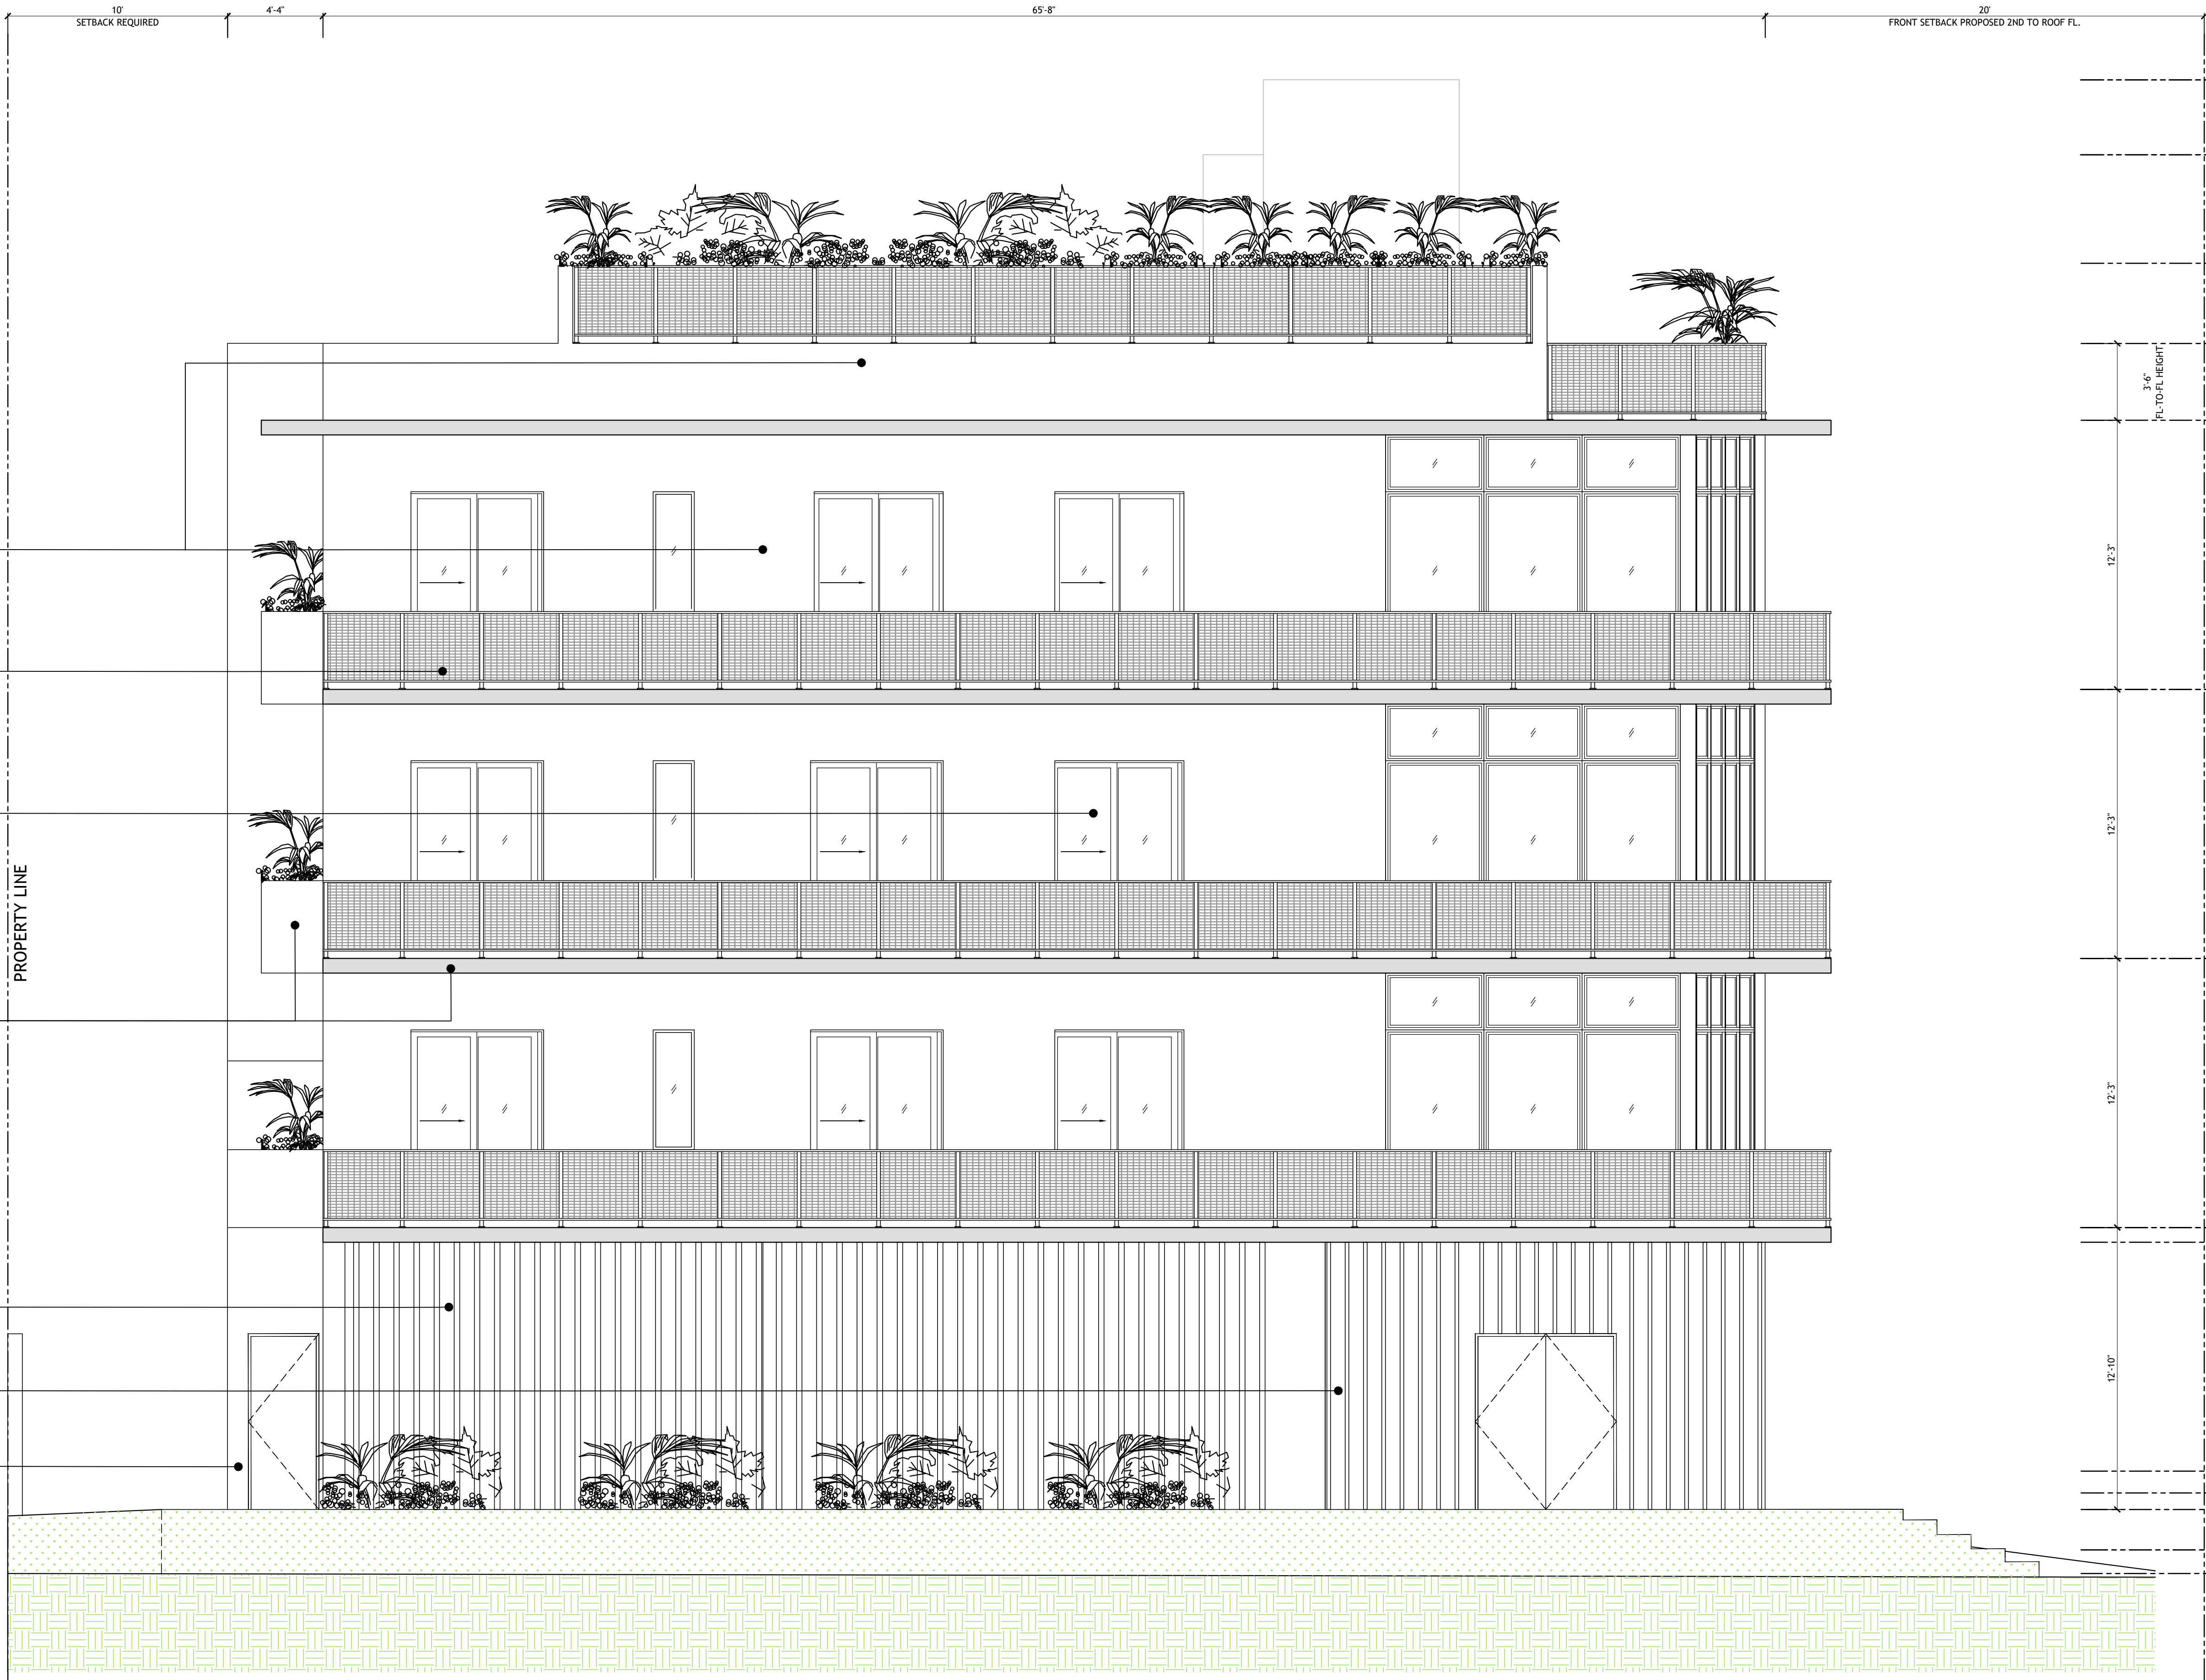 10'
SETBACK REQUIRED
4'-4"
65'-8"
20'
FRONT SETBACK PROPOSED 2ND TO ROOF FL.
3'-6"
FL-TO-FL HEIGHT
12'-3"
12'-3"
PROPERTY LINE
12'-3"
12'-10"